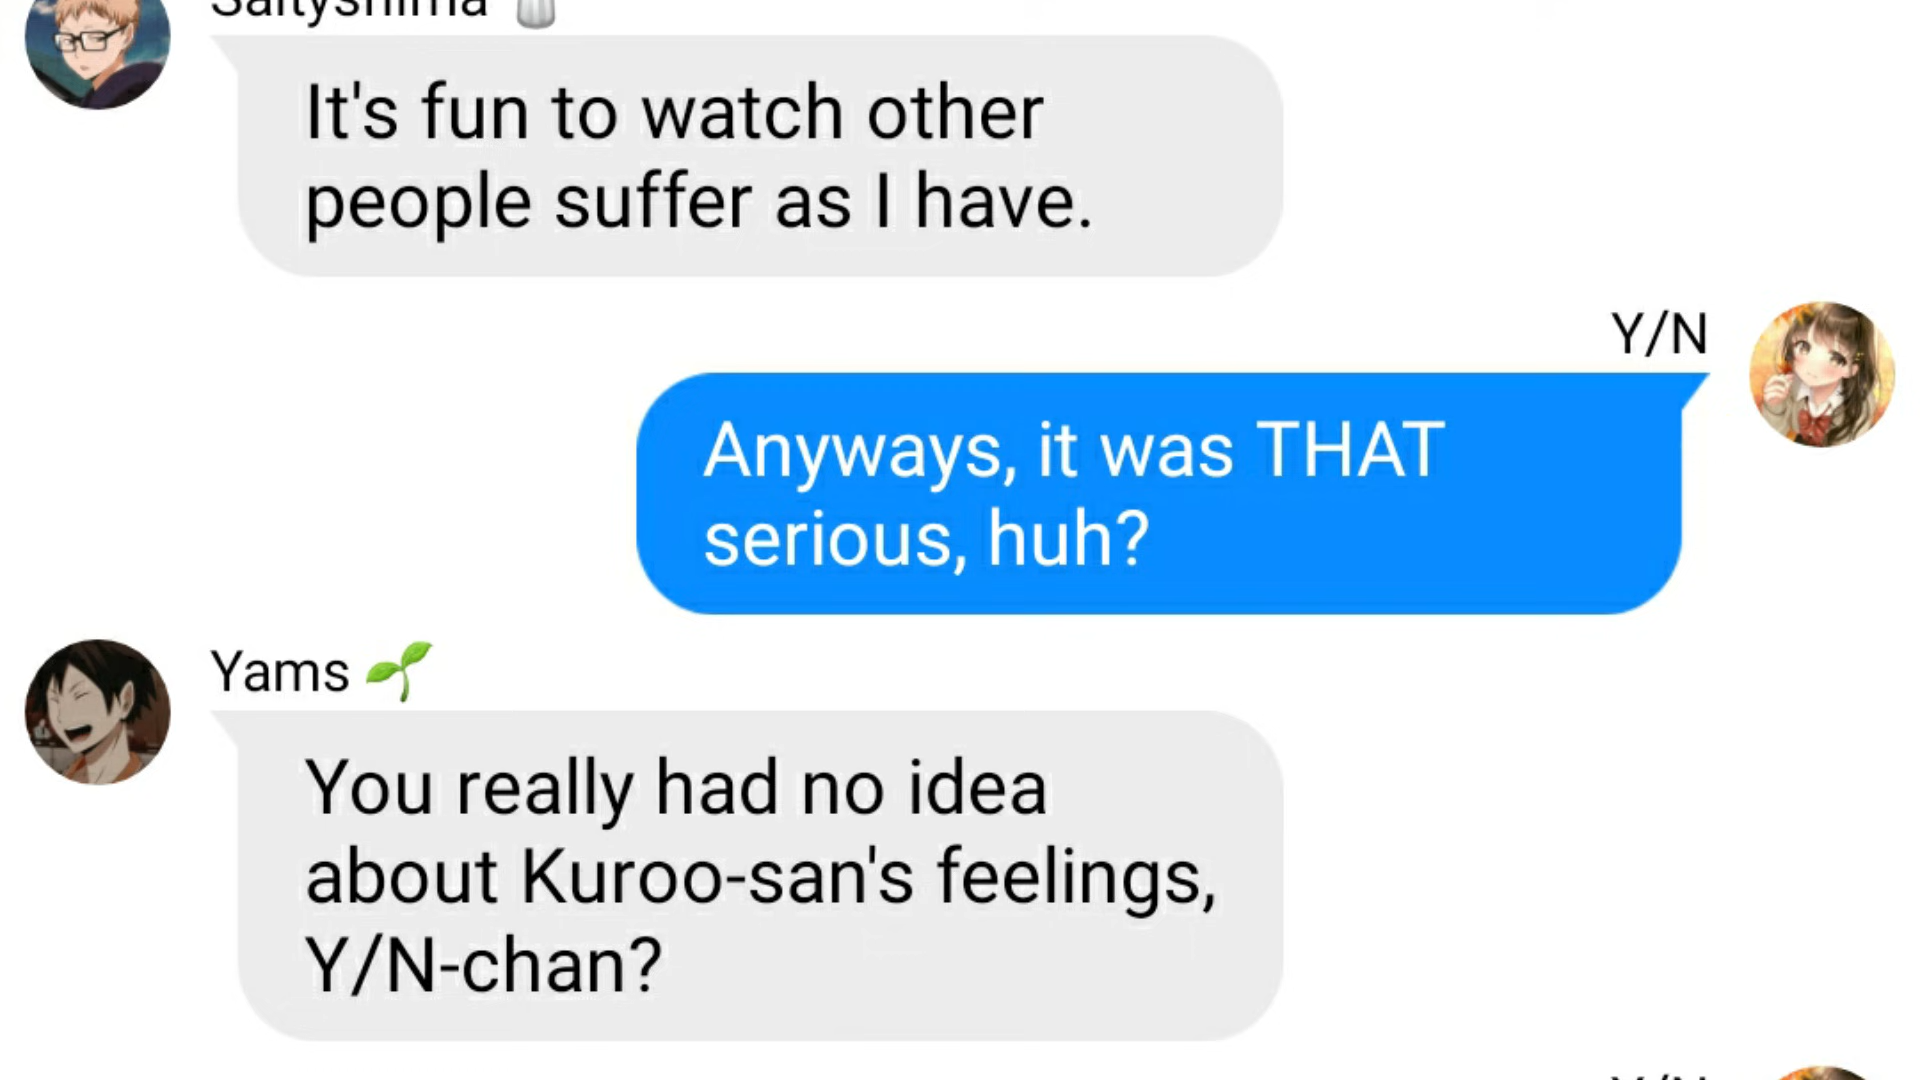 Saltyshima
It's fun to watch other
people suffer as I have.
Y/N
Anyways, it was THAT
serious, huh?
Yams 🌱
You really had no idea
about Kuroo-san's feelings,
Y/N-chan?
Y/N